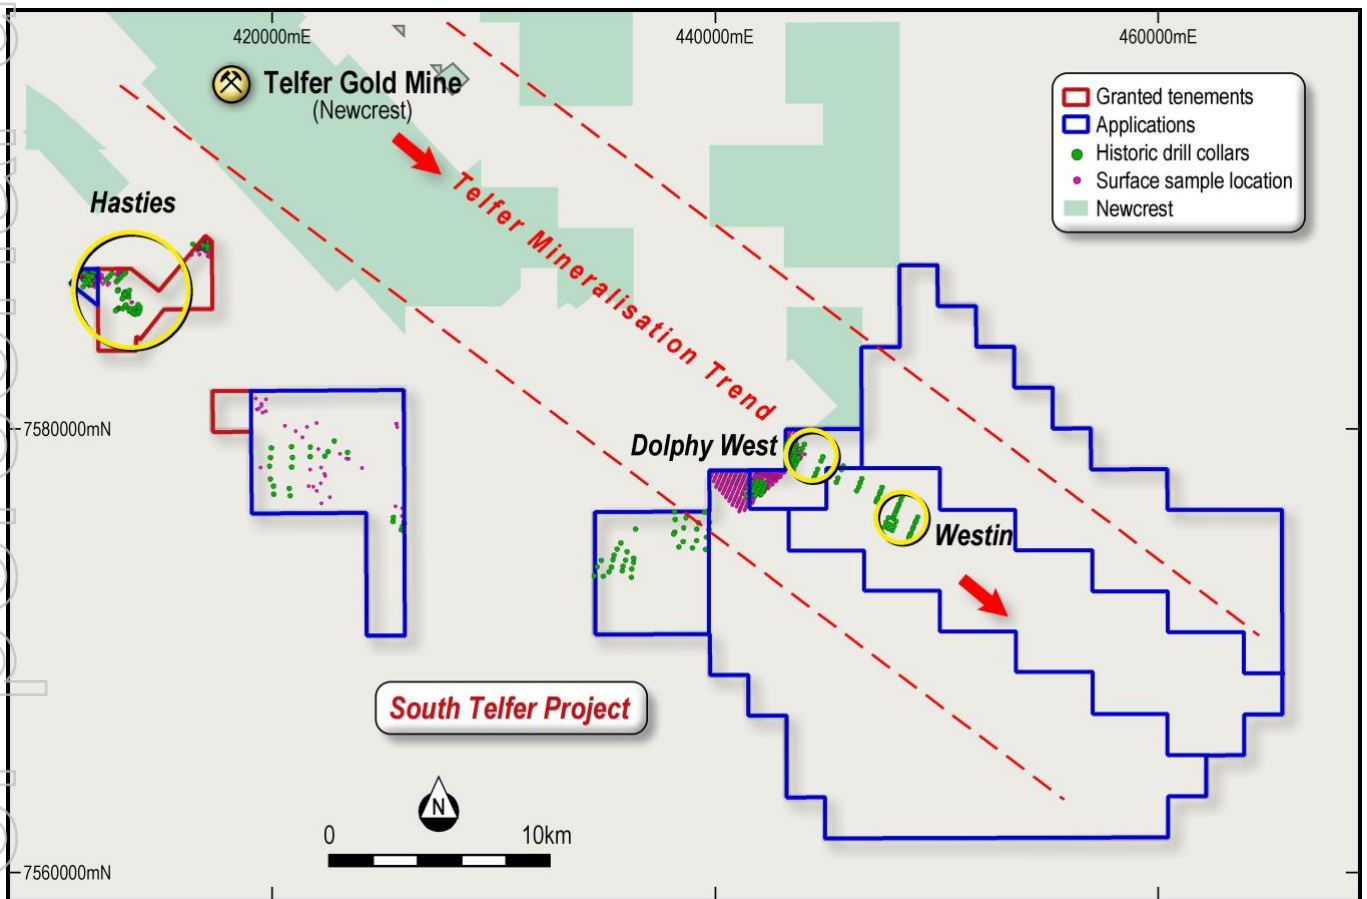 420000mE
440000mE
460000mE
Telfer Gold Mine
(Newcrest)
Granted tenements
Applications
Historic drill collars
Surface sample location
Newcrest
Hasties
Telfer Mineralisation Trend
7580000mN
Dolphy West
Westin
South Telfer Project
N
0 10km
7560000mN